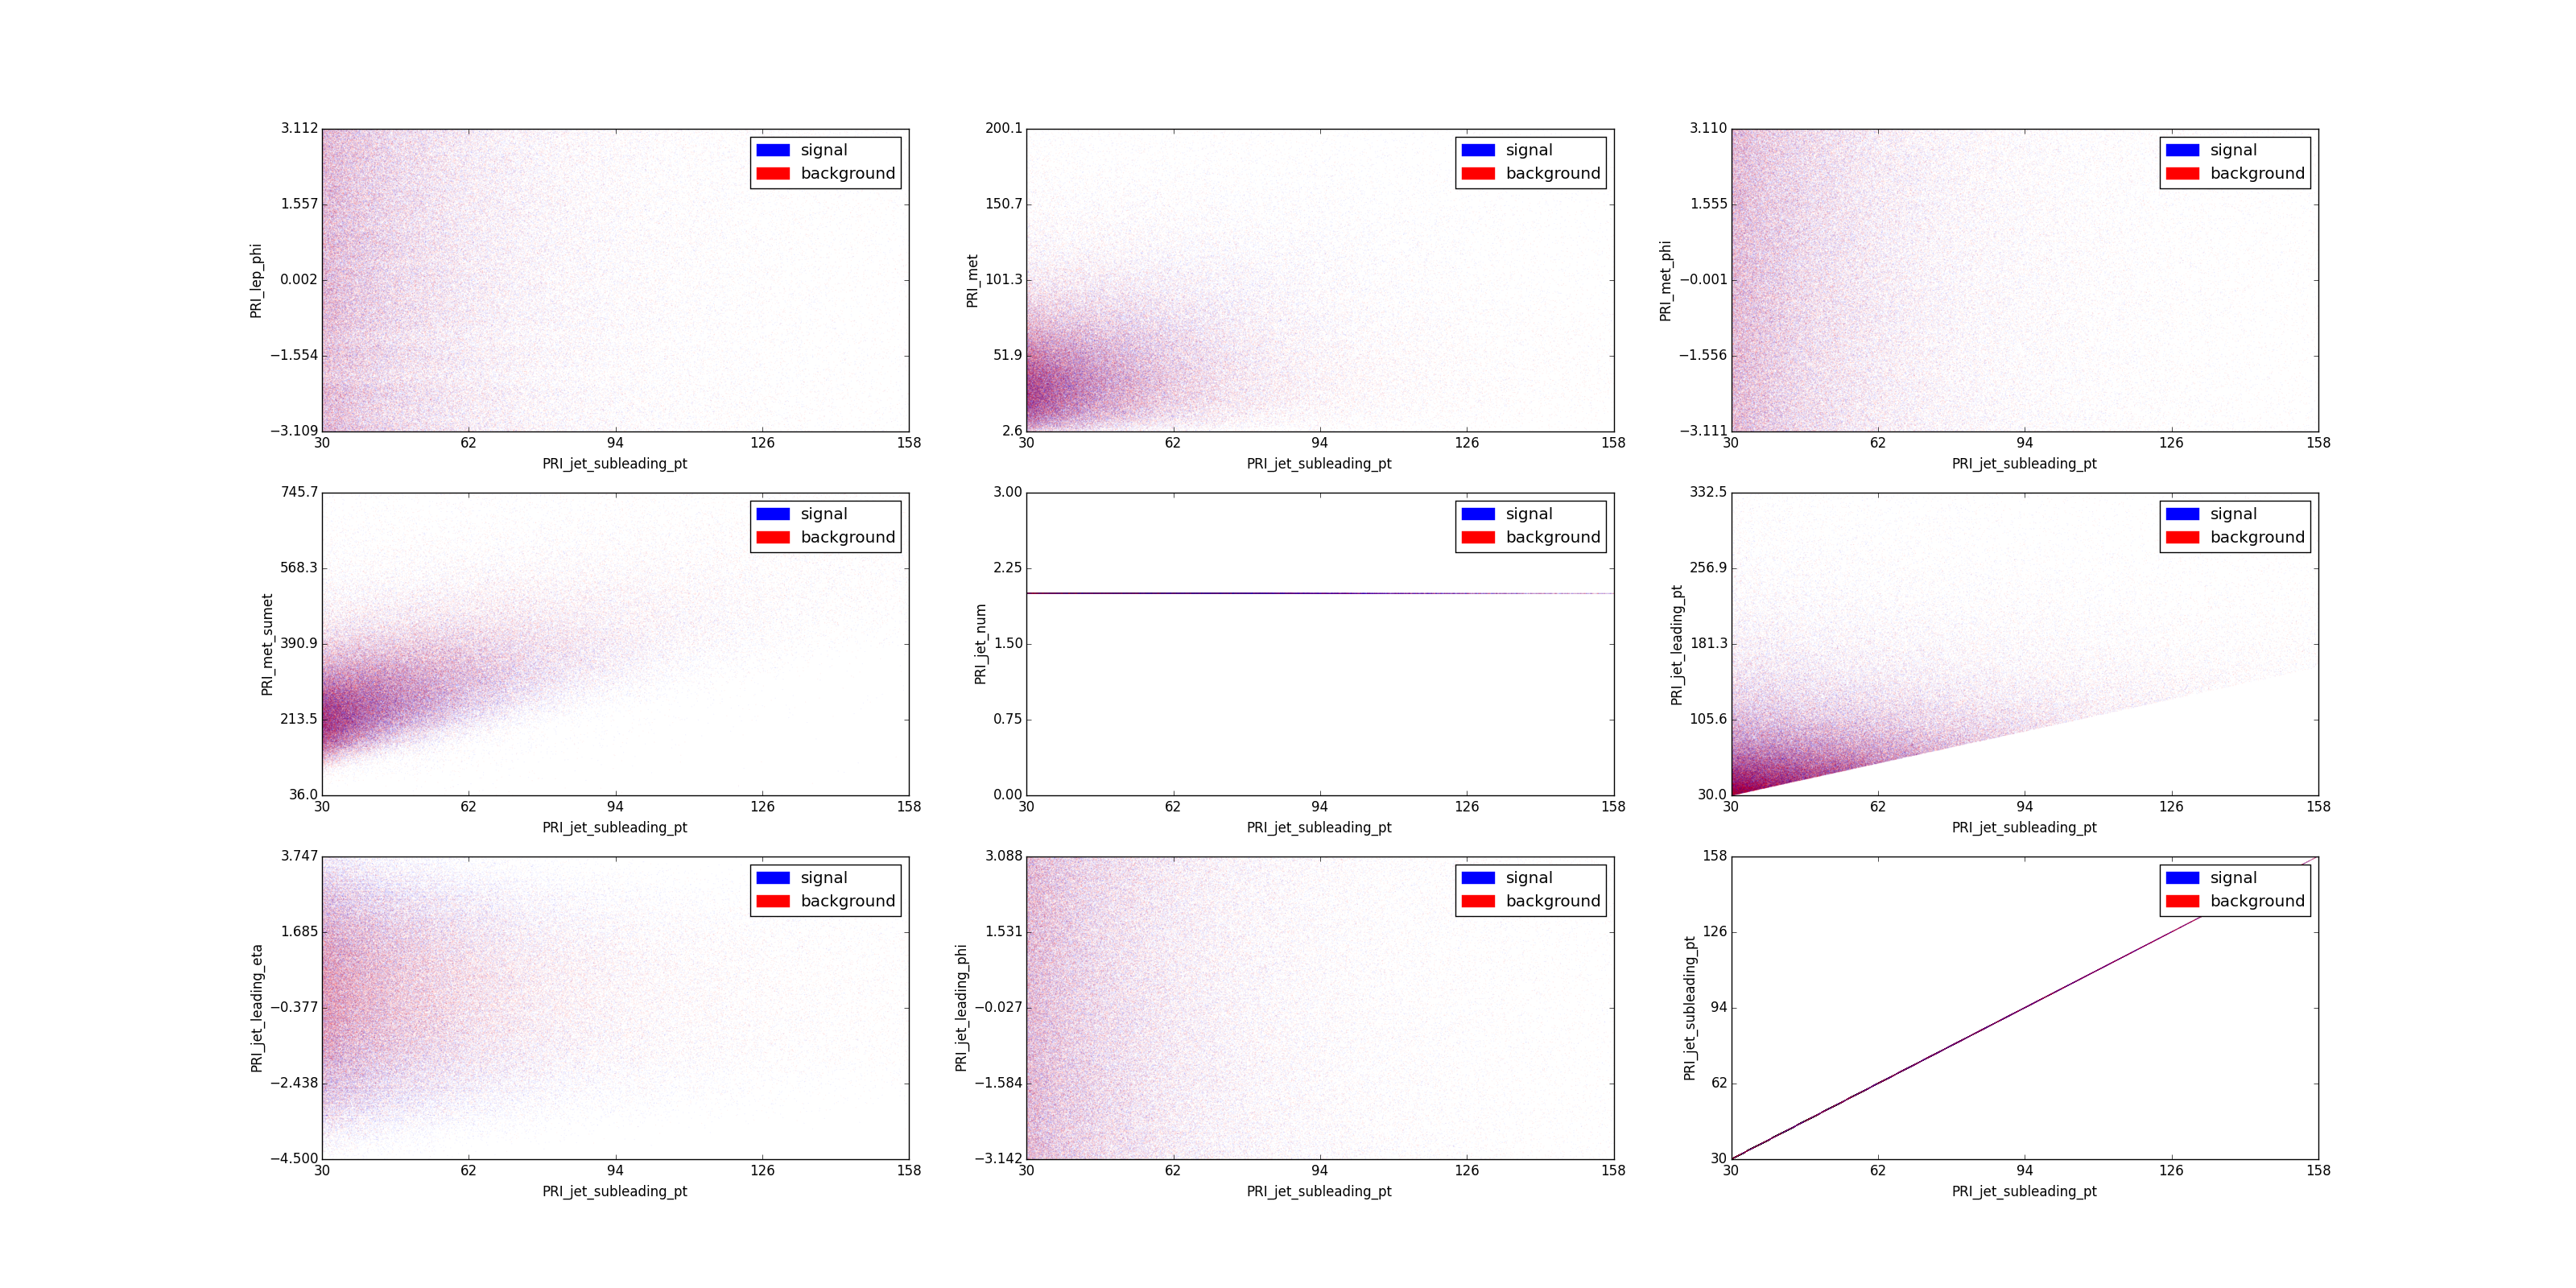 3.112
signal
background
1.557
PRI_lep_phi
0.002
−1.554
−3.109
30 62 94 126 158
PRI_jet_subleading_pt
200.1
signal
background
150.7
PRI_met
101.3
51.9
2.6
30 62 94 126 158
PRI_jet_subleading_pt
3.110
signal
background
1.555
PRI_met_phi
−0.001
−1.556
−3.111
30 62 94 126 158
PRI_jet_subleading_pt
745.7
signal
background
568.3
PRI_met_sumet
390.9
213.5
36.0
30 62 94 126 158
PRI_jet_subleading_pt
3.00
signal
background
2.25
PRI_jet_num
1.50
0.75
0.00
30 62 94 126 158
PRI_jet_subleading_pt
332.5
signal
background
256.9
PRI_jet_leading_pt
181.3
105.6
30.0
30 62 94 126 158
PRI_jet_subleading_pt
3.747
signal
background
1.685
PRI_jet_leading_eta
−0.377
−2.438
−4.500
30 62 94 126 158
PRI_jet_subleading_pt
3.088
signal
background
1.531
PRI_jet_leading_phi
−0.027
−1.584
−3.142
30 62 94 126 158
PRI_jet_subleading_pt
158
signal
background
126
PRI_jet_subleading_pt
94
62
30
30 62 94 126 158
PRI_jet_subleading_pt